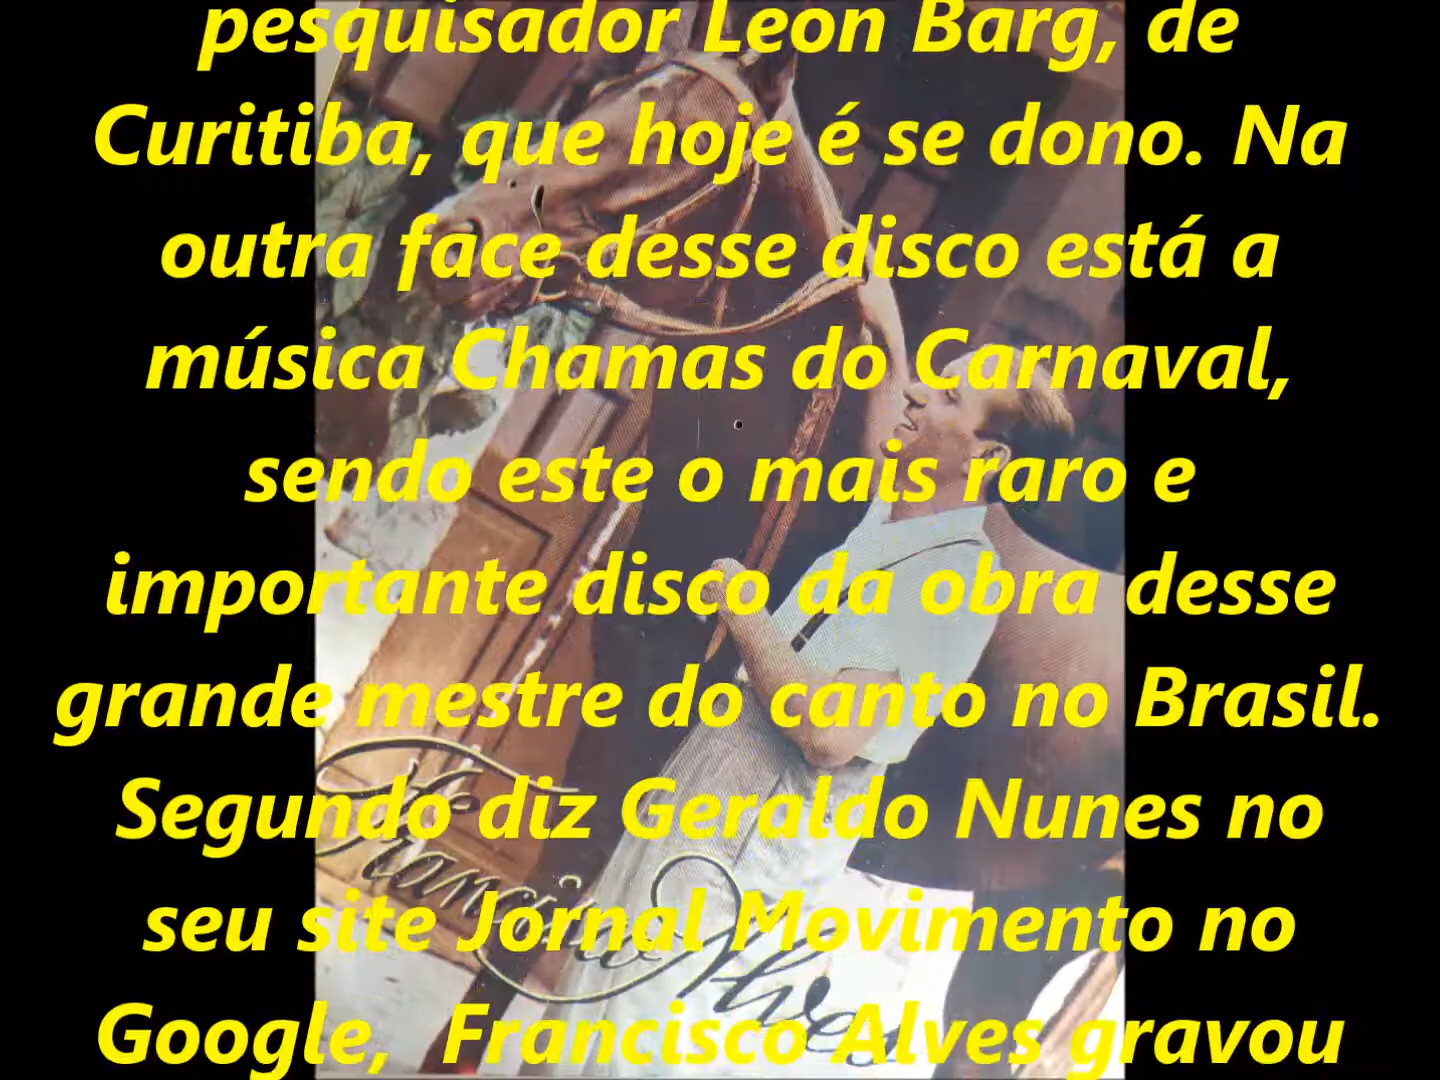 pesquisador Leon Barg, de
Curitiba, que hoje é se dono. Na
outra face desse disco está a
música Chamas do Carnaval,
sendo este o mais raro e
importante disco da obra desse
grande mestre do canto no Brasil.
Segundo diz Geraldo Nunes no
seu site Jornal Movimento no
Google, Francisco Alves gravou
Francisco Alves